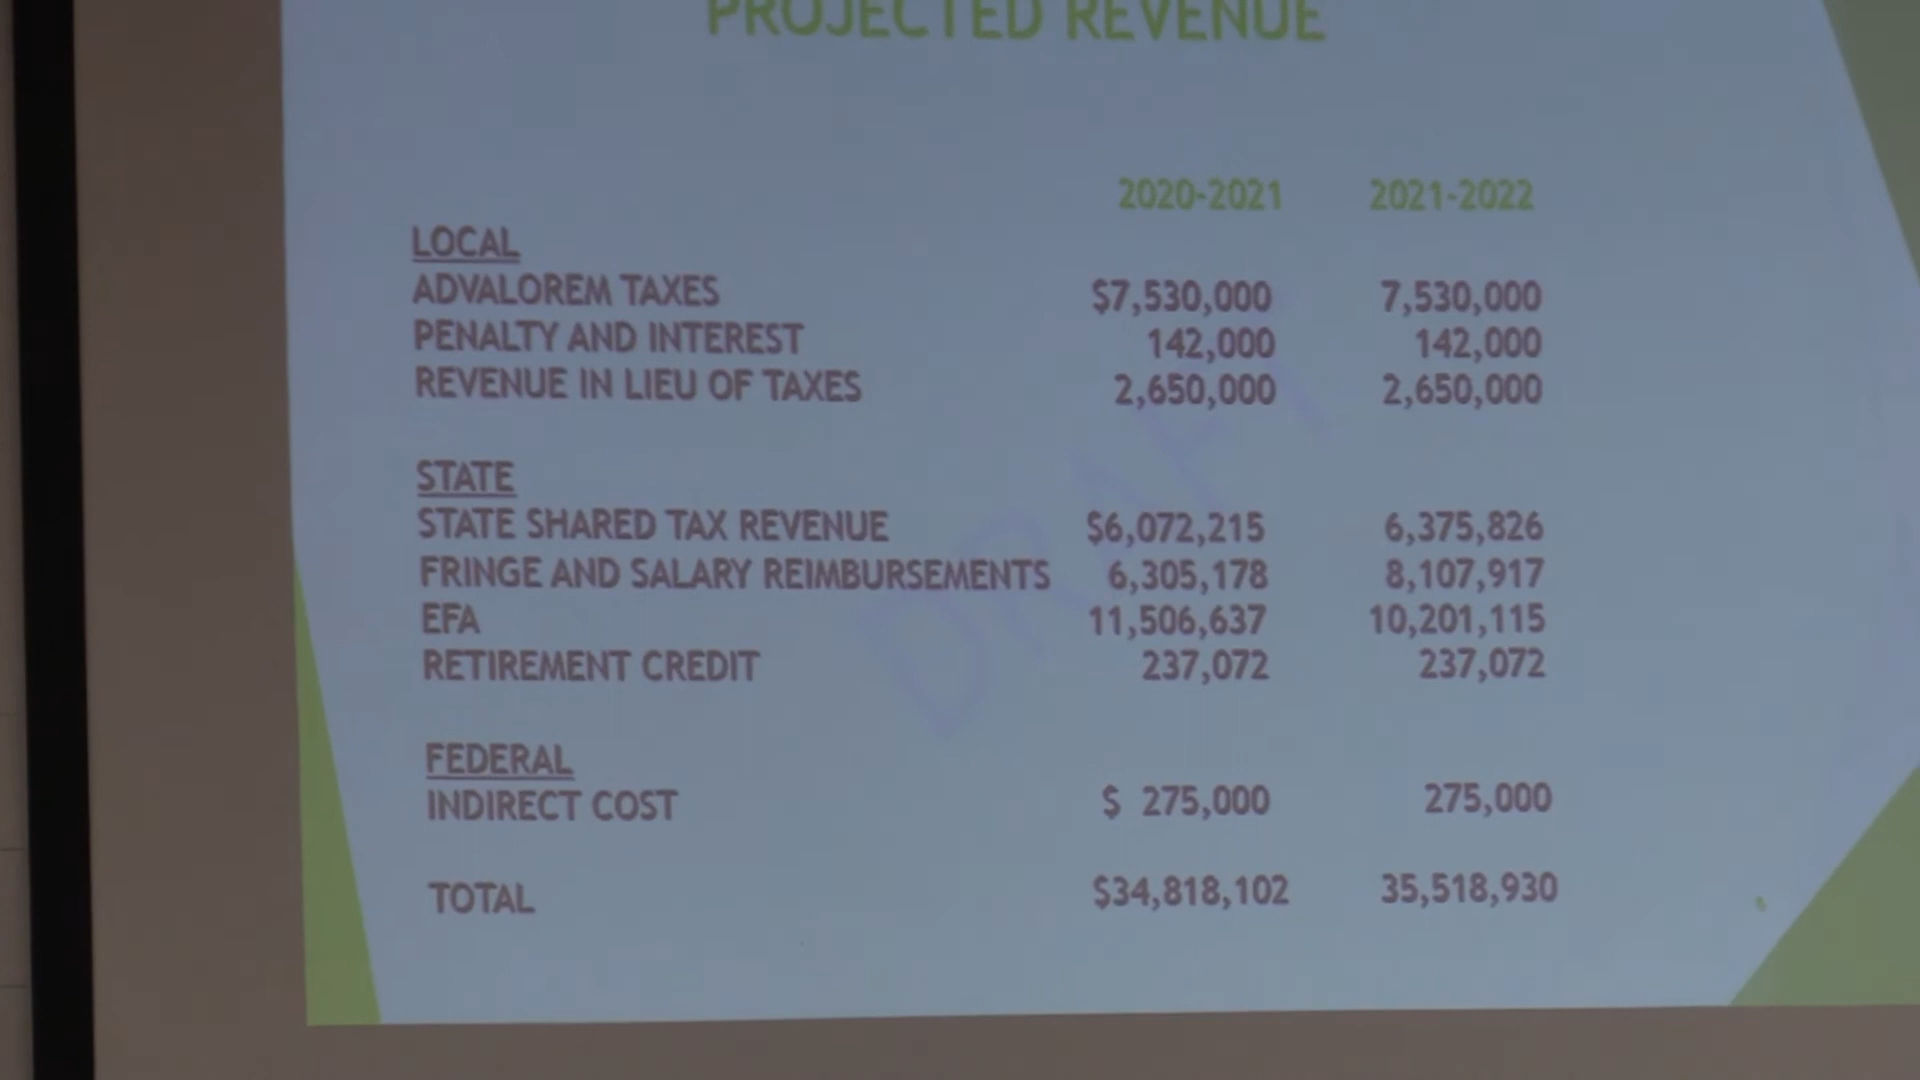 PROJECTED REVENUE
2020-2021 2021-2022
LOCAL
ADVALOREM TAXES $7,530,000 7,530,000
PENALTY AND INTEREST 142,000 142,000
REVENUE IN LIEU OF TAXES 2,650,000 2,650,000
STATE
STATE SHARED TAX REVENUE $6,072,215 6,375,826
FRINGE AND SALARY REIMBURSEMENTS 6,305,178 8,107,917
EFA 11,506,637 10,201,115
RETIREMENT CREDIT 237,072 237,072
FEDERAL
INDIRECT COST $ 275,000 275,000
TOTAL $34,818,102 35,518,930
DRAFT